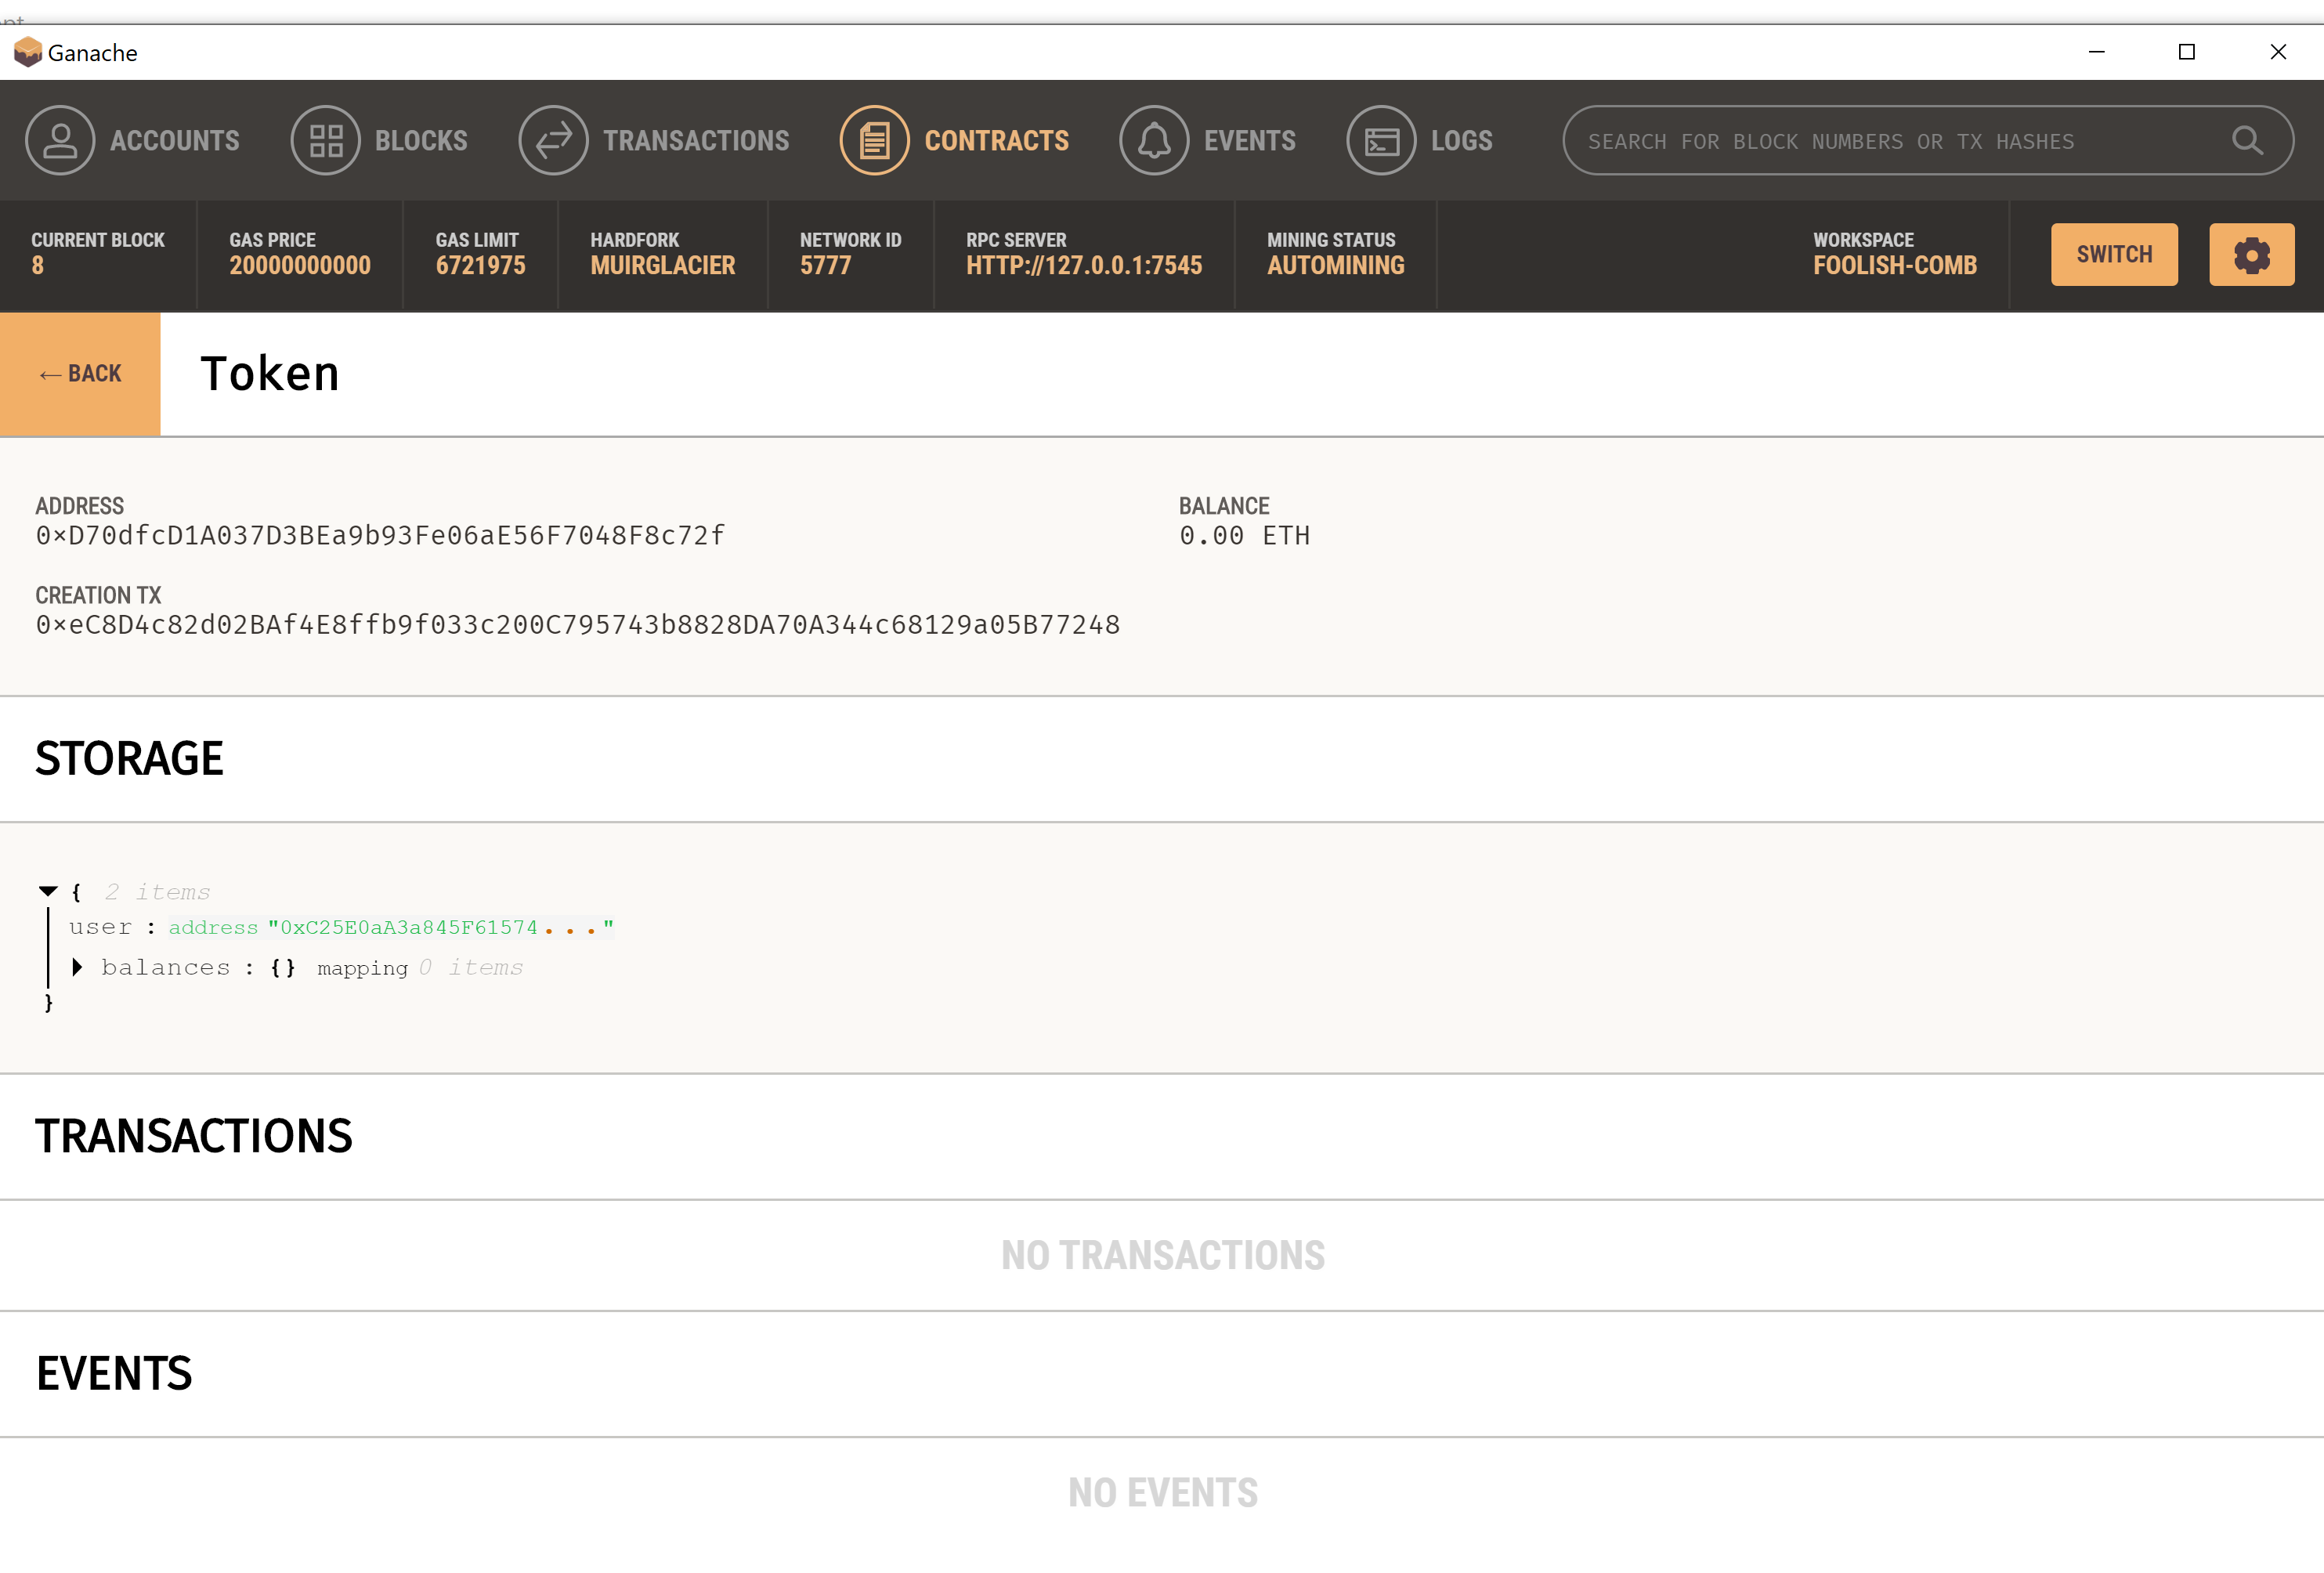 Ganache
ACCOUNTS BLOCKS TRANSACTIONS CONTRACTS EVENTS LOGS SEARCH FOR BLOCK NUMBERS OR TX HASHES
CURRENT BLOCK GAS PRICE GAS LIMIT HARDFORK NETWORK ID RPC SERVER MINING STATUS WORKSPACE
8 20000000000 6721975 MUIRGLACIER 5777 HTTP://127.0.0.1:7545 AUTOMINING FOOLISH-COMB
SWITCH
← BACK Token
ADDRESS BALANCE
0×D70dfcD1A037D3BEa9b93Fe06aE56F7048F8c72f 0.00 ETH
CREATION TX
0×eC8D4c82d02BAf4E8ffb9f033c200C795743b8828DA70A344c68129a05B77248
STORAGE
{ 2 items
user : address "0xC25E0aA3a845F61574..."
balances : {} mapping 0 items
}
TRANSACTIONS
NO TRANSACTIONS
EVENTS
NO EVENTS